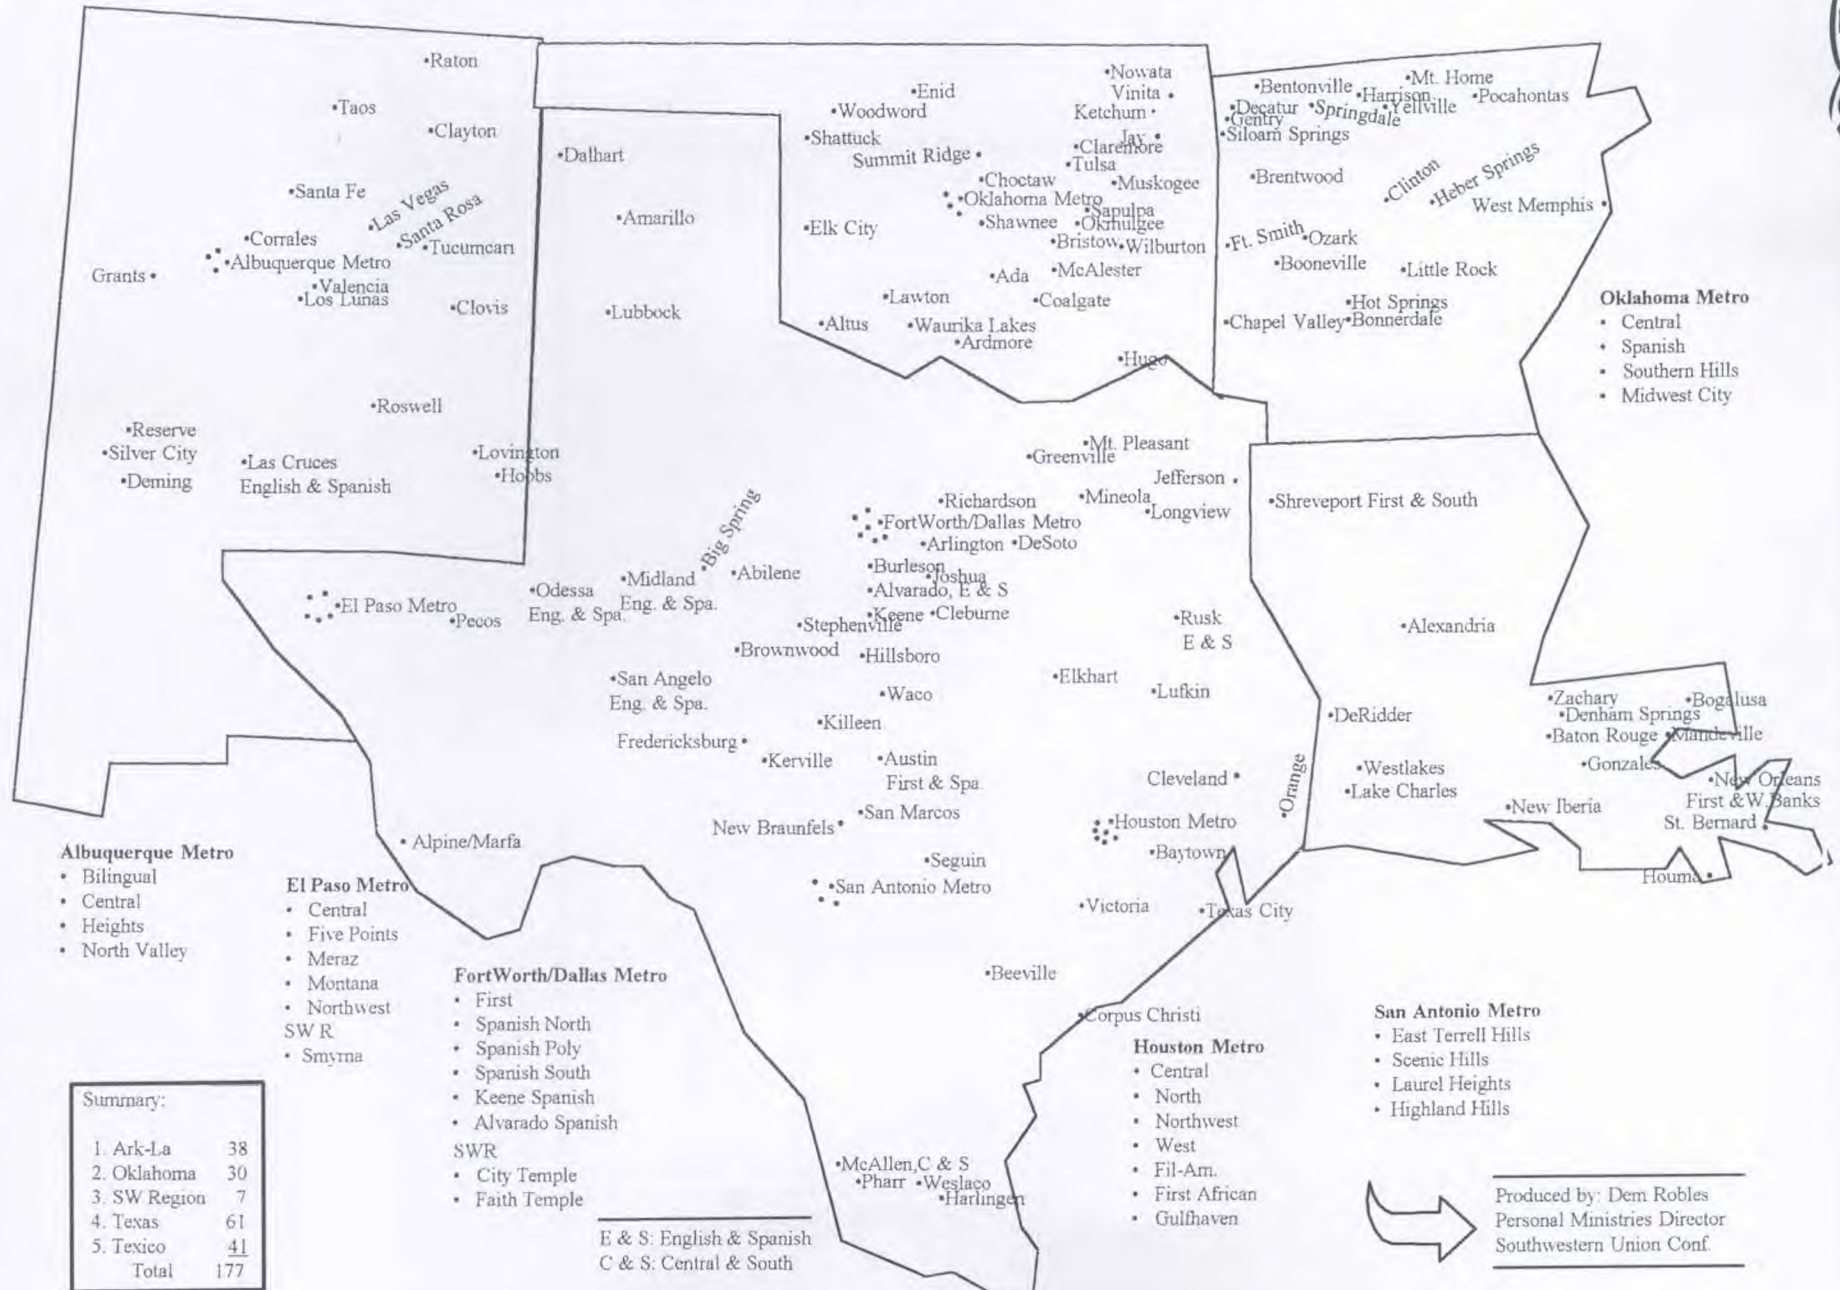 •Raton
•Taos
•Clayton
•Santa Fe
•Las Vegas
•Santa Rosa
•Corrales
•Albuquerque Metro
•Tucumcari
Grants•
•Valencia
•Los Lunas
•Clovis
•Roswell
•Reserve
•Silver City
•Deming
•Las Cruces
English & Spanish
•Lovington
•Hobbs
•Nowata
Vinita •
Ketchum •
Jay •
•Enid
•Woodword
•Shattuck
Summit Ridge •
•Claremore
•Tulsa
•Choctaw
•Muskogee
•Oklahoma Metro
•Sapulpa
•Shawnee
•Okmulgee
•Elk City
•Bristow
•Wilburton
•Ada
•McAlester
•Lawton
•Coalgate
•Altus
•Waurika Lakes
•Ardmore
•Hugo
•Bentonville
•Mt. Home
•Harrison
•Pocahontas
•Decatur
•Springdale
•Yellville
•Gentry
•Siloam Springs
•Brentwood
•Clinton
•Heber Springs
West Memphis •
•Ft. Smith
•Ozark
•Booneville
•Little Rock
•Hot Springs
•Chapel Valley
•Bonnerdale
•Dalhart
•Amarillo
•Lubbock
•Mt. Pleasant
•Greenville
Jefferson •
•Richardson
•Mineola
•Longview
•FortWorth/Dallas Metro
•Arlington
•DeSoto
•Big Spring
•Burleson
•Joshua
•Abilene
•Midland
Eng. & Spa.
•Odessa
Eng. & Spa.
•Alvarado, E & S
•El Paso Metro
•Pecos
•Keene
•Cleburne
•Stephenville
•Rusk
E & S
•Brownwood
•Hillsboro
•San Angelo
Eng. & Spa.
•Elkhart
•Waco
•Lufkin
•Killeen
Fredericksburg •
•Kerville
•Austin
First & Spa.
Cleveland •
•Orange
•San Marcos
New Braunfels •
•Houston Metro
•Alpine/Marfa
•Baytown
•Seguin
•San Antonio Metro
•Victoria
•Texas City
•Beeville
•Corpus Christi
•McAllen,C & S
•Pharr
•Weslaco
•Harlingen
•Shreveport First & South
•Alexandria
•DeRidder
•Westlakes
•Lake Charles
•Zachary
•Bogalusa
•Denham Springs
•Baton Rouge
•Mandeville
•Gonzales
•New Orleans
First & W. Banks
•New Iberia
St. Bernard •
Houma •
Oklahoma Metro
• Central
• Spanish
• Southern Hills
• Midwest City
Albuquerque Metro
• Bilingual
• Central
• Heights
• North Valley
El Paso Metro
• Central
• Five Points
• Meraz
• Montana
• Northwest
SW R
• Smyrna
FortWorth/Dallas Metro
• First
• Spanish North
• Spanish Poly
• Spanish South
• Keene Spanish
• Alvarado Spanish
SWR
• City Temple
• Faith Temple
Houston Metro
• Central
• North
• Northwest
• West
• Fil-Am.
• First African
• Gulfhaven
San Antonio Metro
• East Terrell Hills
• Scenic Hills
• Laurel Heights
• Highland Hills
Summary:
1. Ark-La 38
2. Oklahoma 30
3. SW Region 7
4. Texas 61
5. Texico 41
Total 177
E & S: English & Spanish
C & S: Central & South
Produced by: Dem Robles
Personal Ministries Director
Southwestern Union Conf.